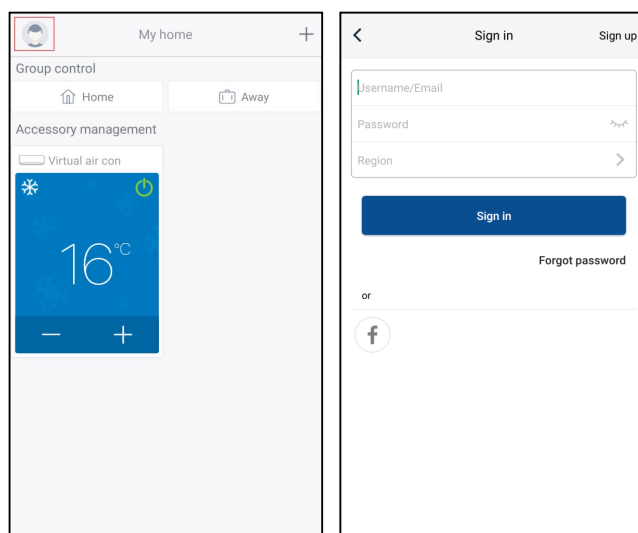 My home
+
Group control
Home
Away
Accessory management
Virtual air con
16°C
— +
Sign in
Sign up
Username/Email
Password
Region
Sign in
Forgot password
or
f